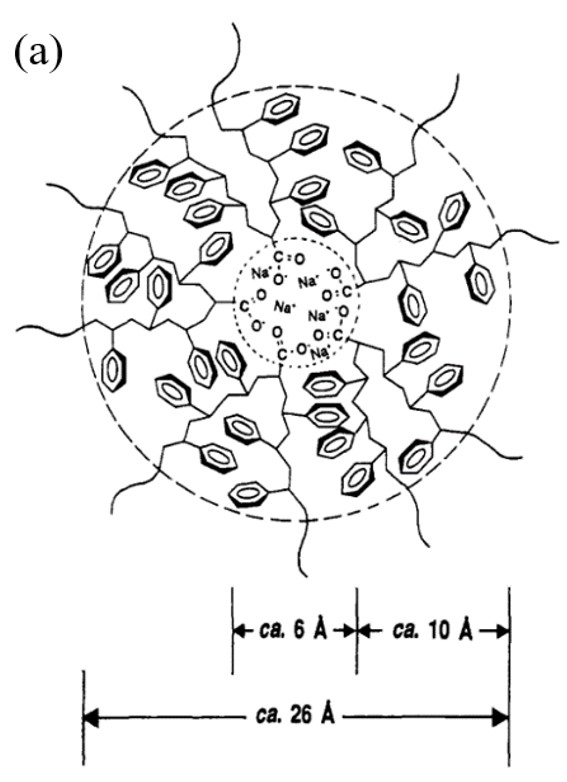 (a)
C=O
Na⁺ O⁻ Na⁺ ⁻O
C=O Na⁺ O=C
Na⁺ ⁻O
O⁻ O O=C
C O⁻ Na⁺
ca. 6 Å ca. 10 Å
ca. 26 Å